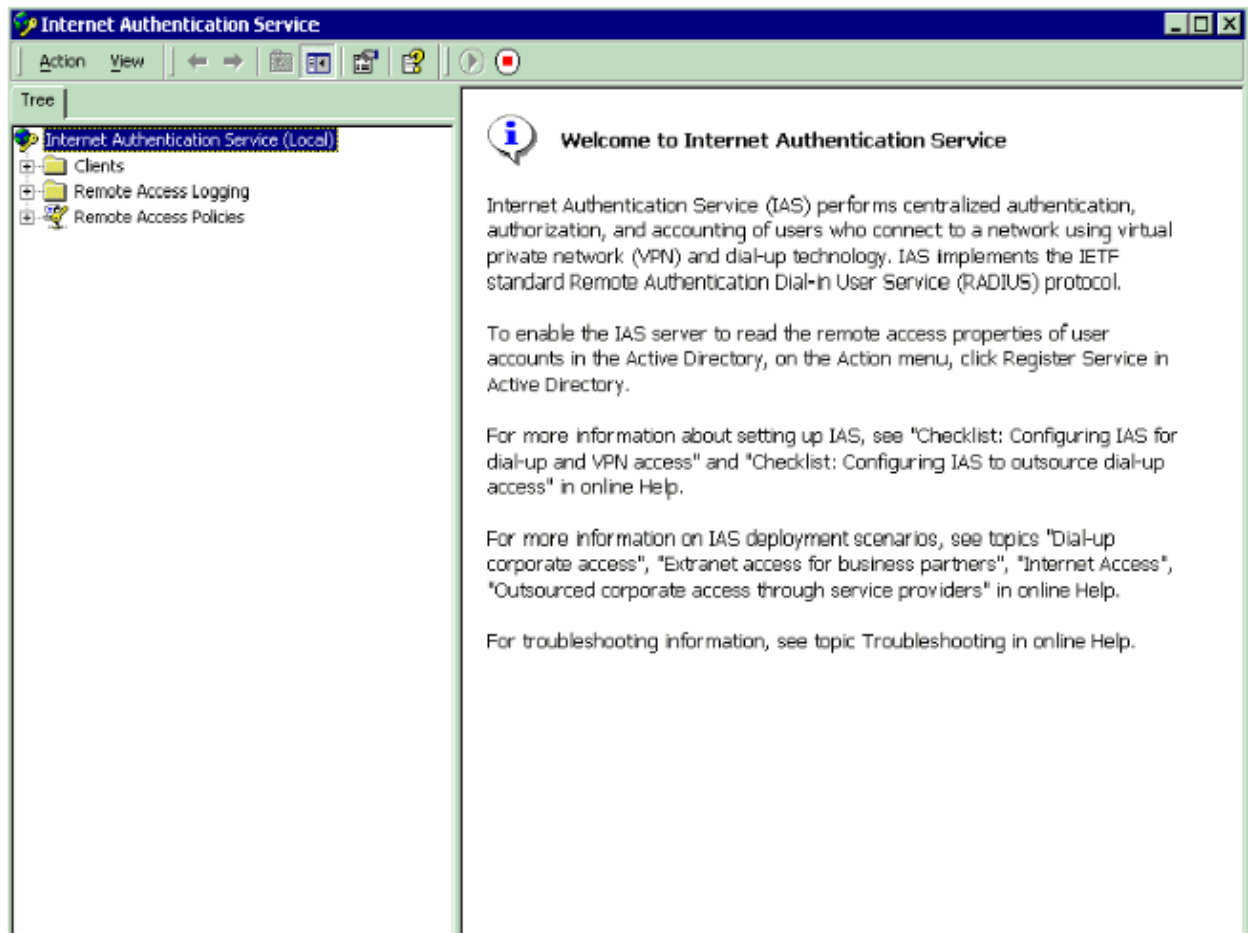 Internet Authentication Service
Action View
Tree
Internet Authentication Service (Local)
Clients
Remote Access Logging
Remote Access Policies
Welcome to Internet Authentication Service
Internet Authentication Service (IAS) performs centralized authentication,
authorization, and accounting of users who connect to a network using virtual
private network (VPN) and dial-up technology. IAS implements the IETF
standard Remote Authentication Dial-in User Service (RADIUS) protocol.
To enable the IAS server to read the remote access properties of user
accounts in the Active Directory, on the Action menu, click Register Service in
Active Directory.
For more information about setting up IAS, see "Checklist: Configuring IAS for
dial-up and VPN access" and "Checklist: Configuring IAS to outsource dial-up
access" in online Help.
For more information on IAS deployment scenarios, see topics "Dial-up
corporate access", "Extranet access for business partners", "Internet Access",
"Outsourced corporate access through service providers" in online Help.
For troubleshooting information, see topic Troubleshooting in online Help.